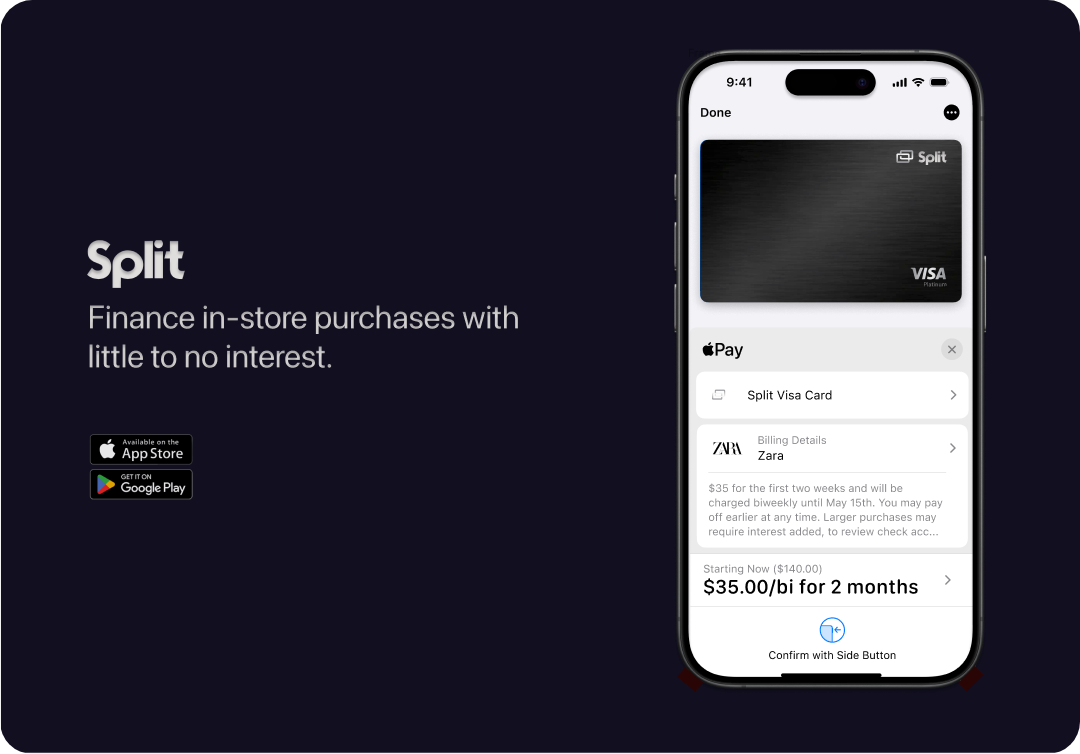 Split
Finance in-store purchases with
little to no interest.
Available on the
App Store
GET IT ON
Google Play
9:41
Done
Split
VISA
Platinum
Pay
Split Visa Card
ZARA
Billing Details
Zara
$35 for the first two weeks and will be
charged biweekly until May 15th. You may pay
off earlier at any time. Larger purchases may
require interest added, to review check acc...
Starting Now ($140.00)
$35.00/bi for 2 months
Confirm with Side Button